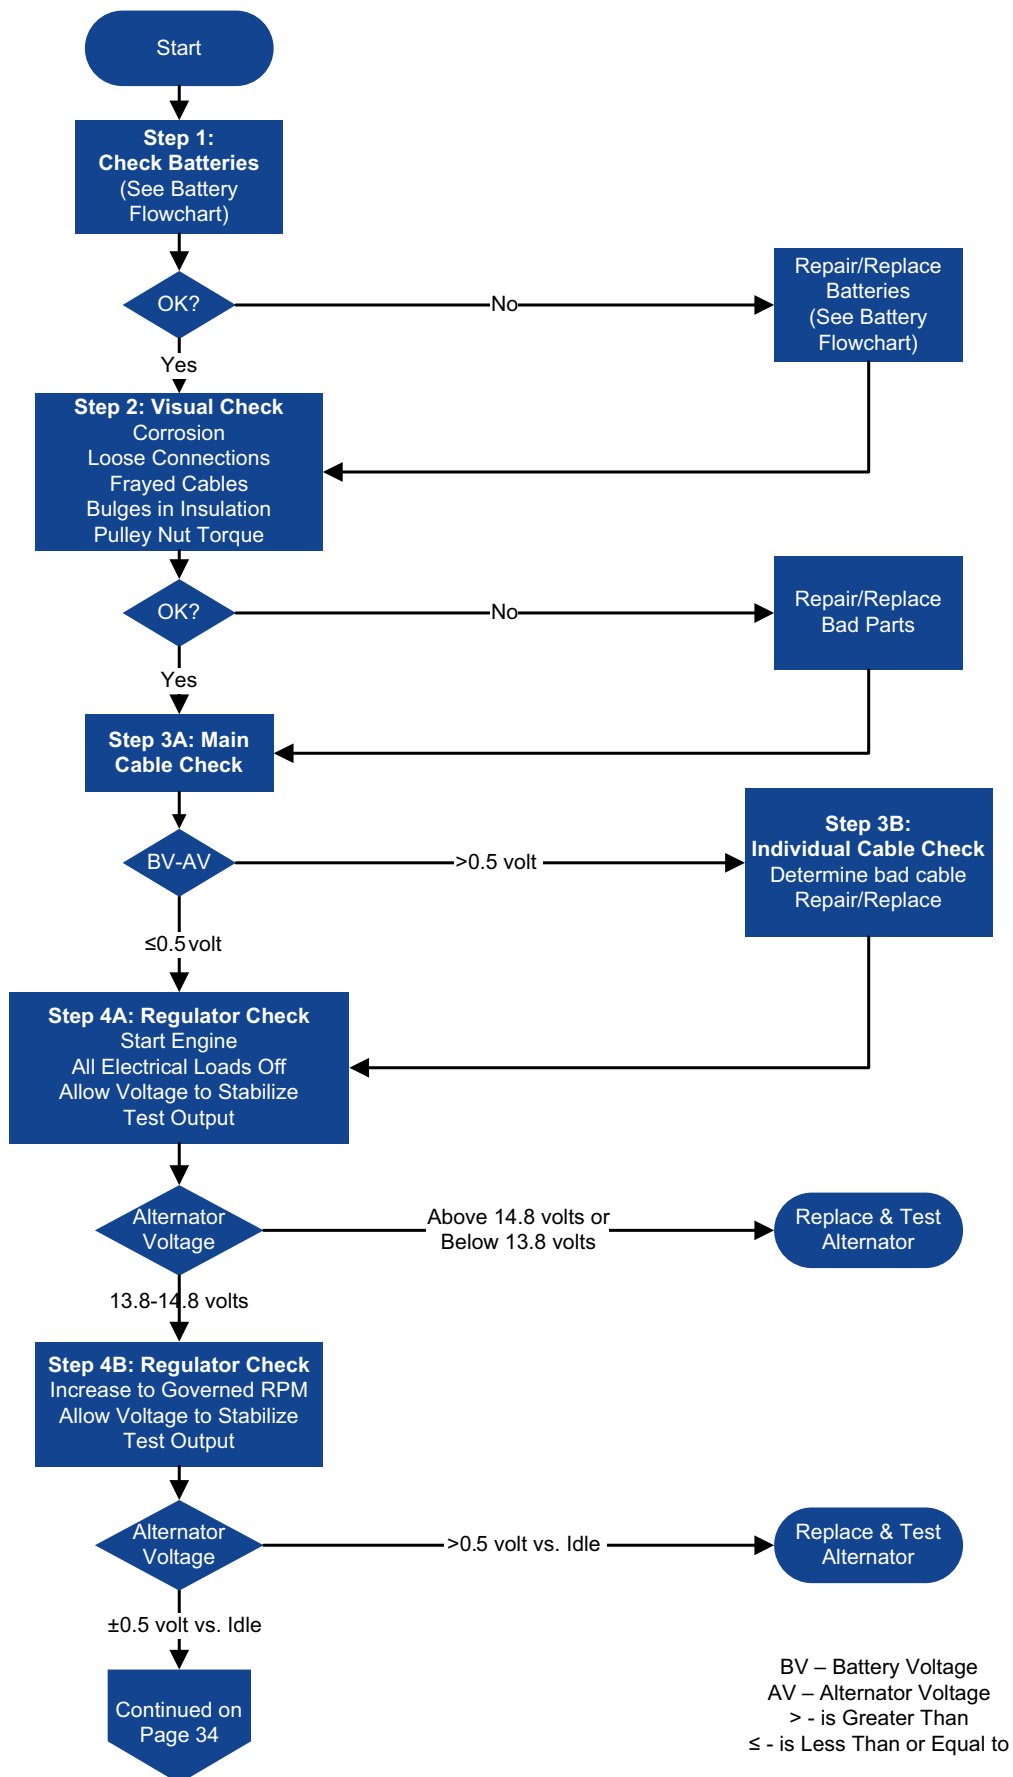 Start
Step 1:
Check Batteries
(See Battery
Flowchart)
OK?
No
Repair/Replace
Batteries
(See Battery
Flowchart)
Yes
Step 2: Visual Check
Corrosion
Loose Connections
Frayed Cables
Bulges in Insulation
Pulley Nut Torque
OK?
No
Repair/Replace
Bad Parts
Yes
Step 3A: Main
Cable Check
BV-AV
>0.5 volt
Step 3B:
Individual Cable Check
Determine bad cable
Repair/Replace
≤0.5 volt
Step 4A: Regulator Check
Start Engine
All Electrical Loads Off
Allow Voltage to Stabilize
Test Output
Alternator
Voltage
Above 14.8 volts or
Below 13.8 volts
Replace & Test
Alternator
13.8-14.8 volts
Step 4B: Regulator Check
Increase to Governed RPM
Allow Voltage to Stabilize
Test Output
Alternator
Voltage
>0.5 volt vs. Idle
Replace & Test
Alternator
±0.5 volt vs. Idle
Continued on
Page 34
BV – Battery Voltage
AV – Alternator Voltage
> - is Greater Than
≤ - is Less Than or Equal to